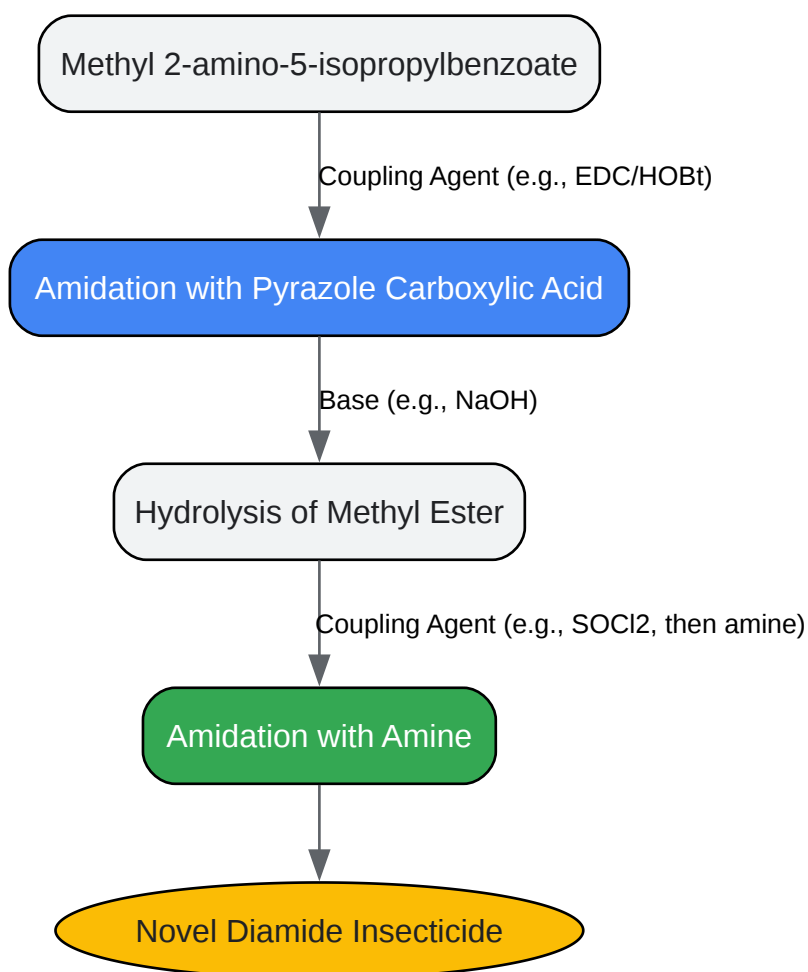 Methyl 2-amino-5-isopropylbenzoate
Coupling Agent (e.g., EDC/HOBt)
Amidation with Pyrazole Carboxylic Acid
Base (e.g., NaOH)
Hydrolysis of Methyl Ester
Coupling Agent (e.g., SOCl2, then amine)
Amidation with Amine
Novel Diamide Insecticide